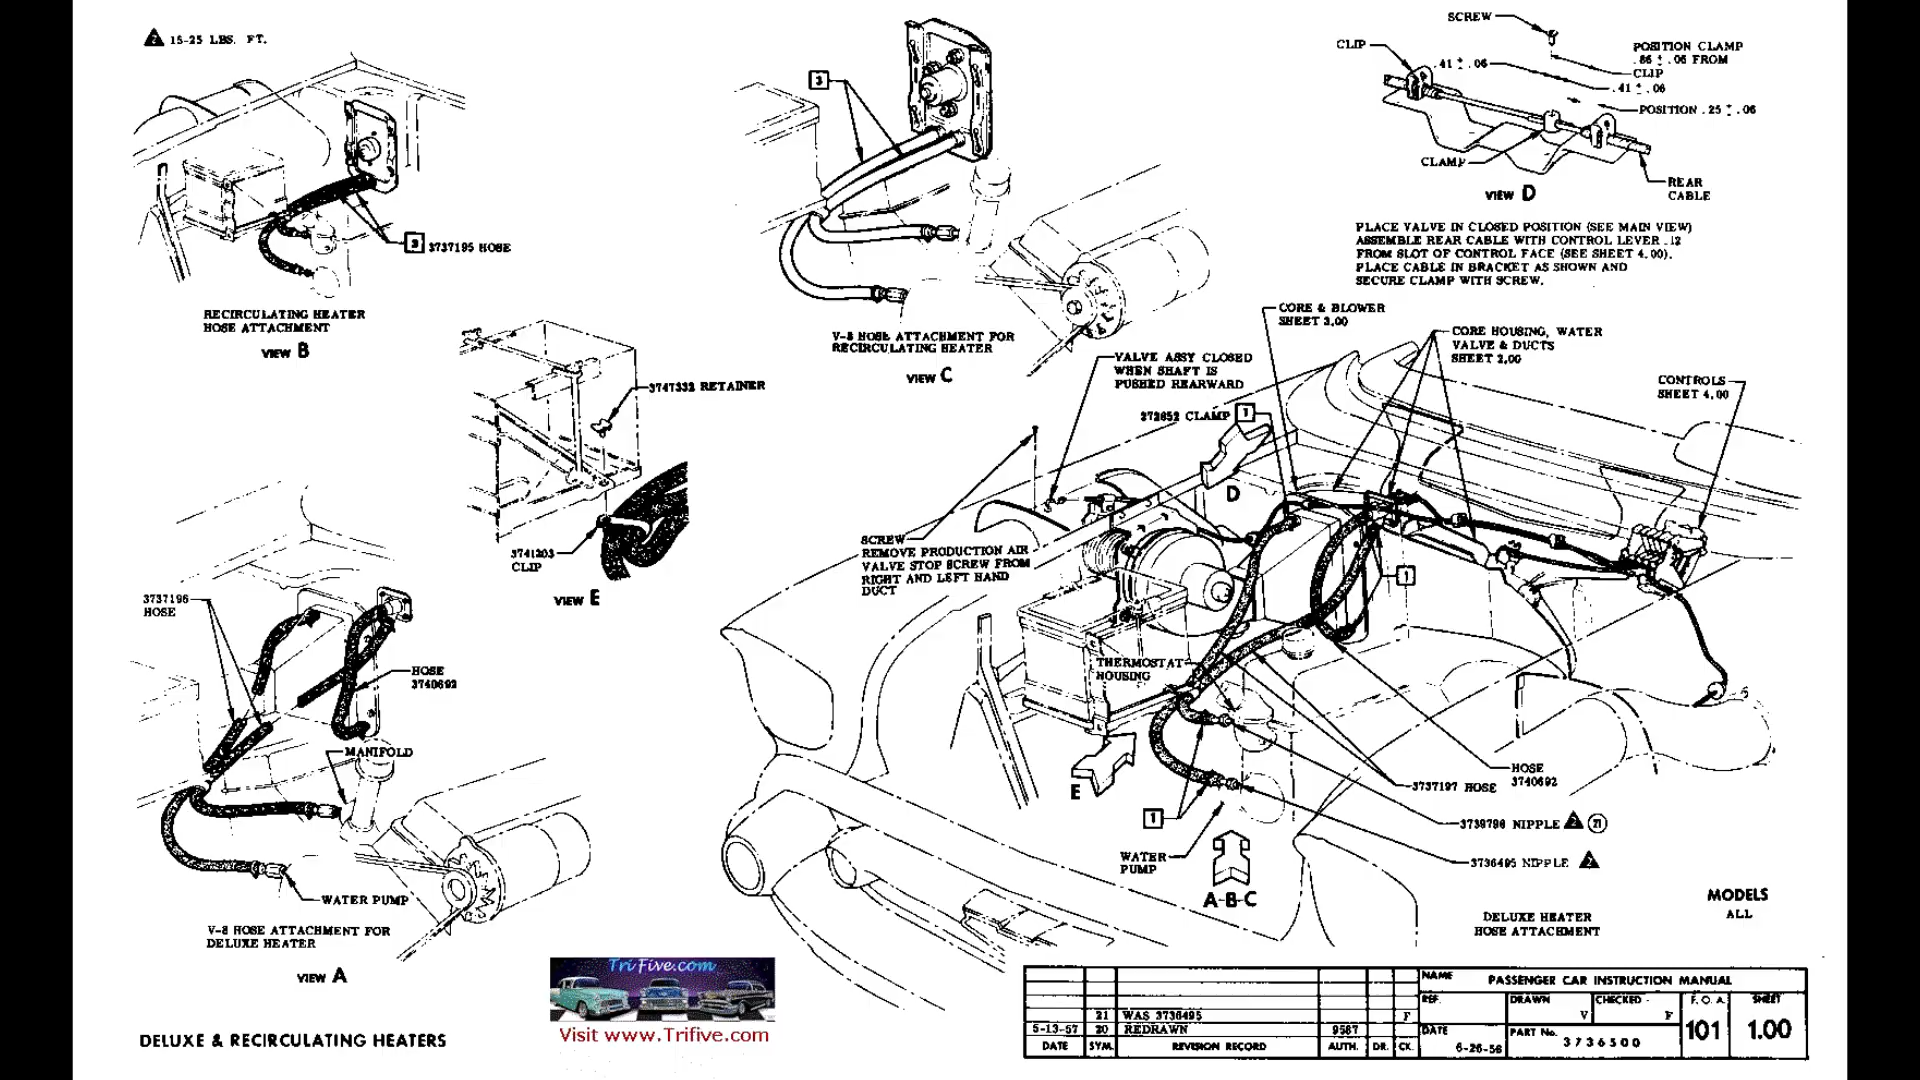 2 15-25 LBS. FT.
3
3737195 HOSE
RECIRCULATING HEATER
HOSE ATTACHMENT
VIEW B
3
V-8 HOSE ATTACHMENT FOR
RECIRCULATING HEATER
VIEW C
SCREW
CLIP
.41 ± .06
POSITION CLAMP
.86 ± .06 FROM
CLIP
.41 ± .06
POSITION .25 ± .06
CLAMP
REAR
CABLE
VIEW D
PLACE VALVE IN CLOSED POSITION (SEE MAIN VIEW)
ASSEMBLE REAR CABLE WITH CONTROL LEVER .12
FROM SLOT OF CONTROL FACE (SEE SHEET 4.00).
PLACE CABLE IN BRACKET AS SHOWN AND
SECURE CLAMP WITH SCREW.
3747332 RETAINER
3741203
CLIP
VIEW E
3737196
HOSE
HOSE
3740692
MANIFOLD
WATER PUMP
V-8 HOSE ATTACHMENT FOR
DELUXE HEATER
VIEW A
CORE & BLOWER
SHEET 3.00
CORE HOUSING, WATER
VALVE & DUCTS
SHEET 2.00
CONTROLS
SHEET 4.00
VALVE ASSY CLOSED
WHEN SHAFT IS
PUSHED REARWARD
272652 CLAMP 1
D
SCREW
REMOVE PRODUCTION AIR
VALVE STOP SCREW FROM
RIGHT AND LEFT HAND
DUCT
1
THERMOSTAT
HOUSING
E
1
WATER
PUMP
A-B-C
HOSE
3740692
3737197 HOSE
3739796 NIPPLE 2 21
3736495 NIPPLE 2
MODELS
ALL
DELUXE HEATER
HOSE ATTACHMENT
DELUXE & RECIRCULATING HEATERS
TriFive.com
Visit www.Trifive.com
21 WAS 3736495 F
5-13-57 20 REDRAWN 9587
DATE SYM. REVISION RECORD AUTH. DR. CK.
NAME PASSENGER CAR INSTRUCTION MANUAL
REF. DRAWN V CHECKED F F.O.A. 101 SHEET 1.00
DATE 6-26-56 PART No. 3736500